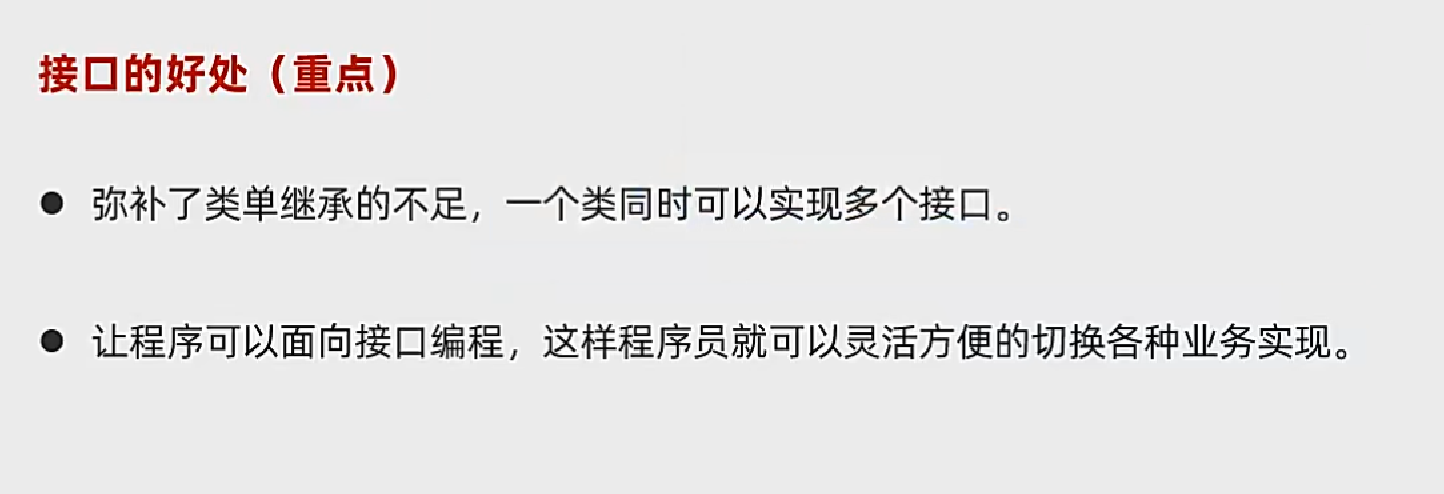 接口的好处（重点）
● 弥补了类单继承的不足，一个类同时可以实现多个接口。
● 让程序可以面向接口编程，这样程序员就可以灵活方便的切换各种业务实现。